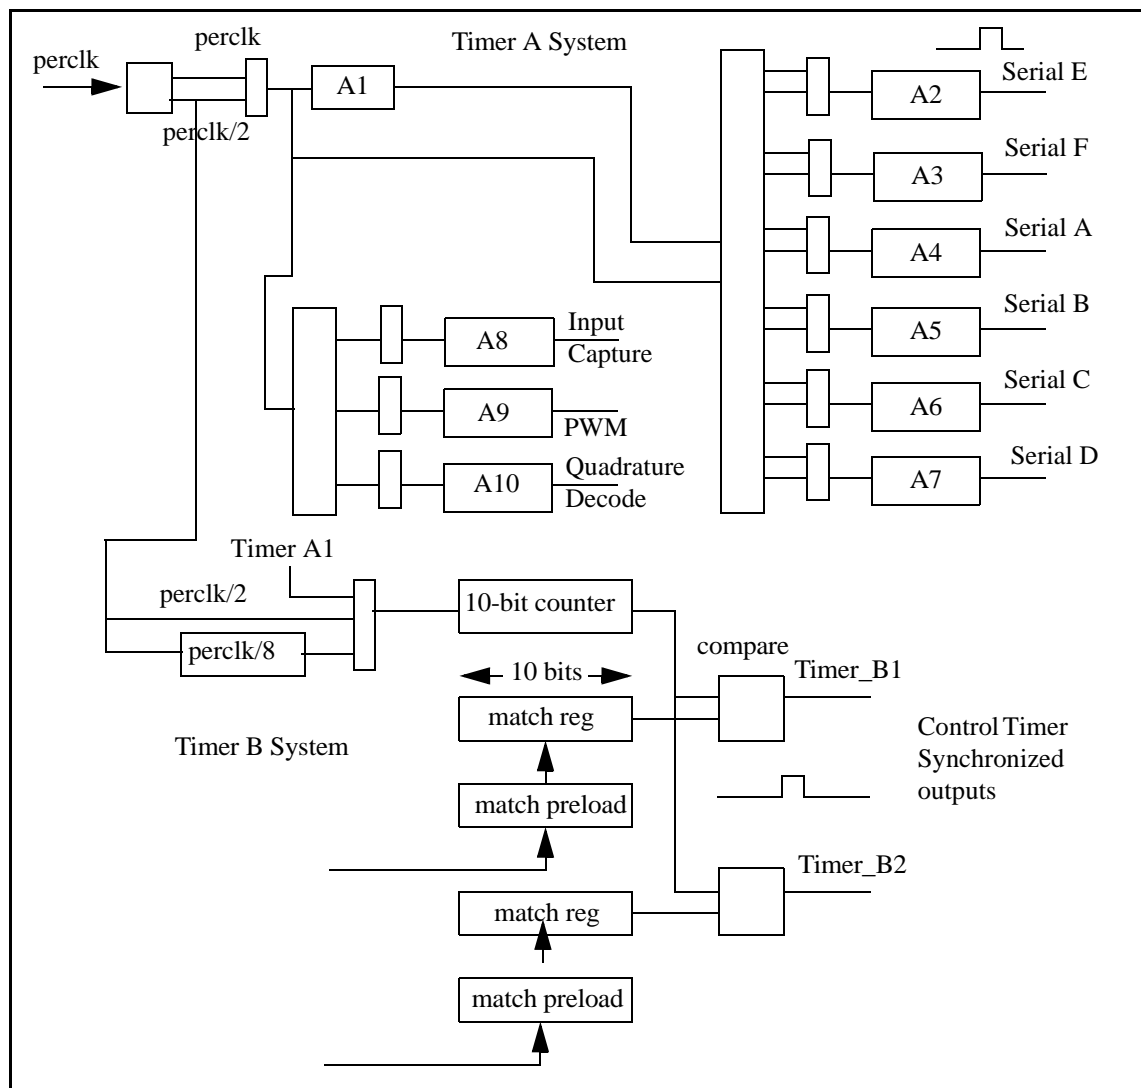 perclk
perclk
perclk/2
Timer A System
A1
Serial E
A2
Serial F
A3
Serial A
A4
Serial B
A5
Serial C
A6
Serial D
A7
A8
Input
Capture
A9
PWM
A10
Quadrature
Decode
Timer A1
perclk/2
perclk/8
10-bit counter
10 bits
compare
Timer_B1
match reg
Timer B System
Control Timer
Synchronized
outputs
match preload
Timer_B2
match reg
match preload